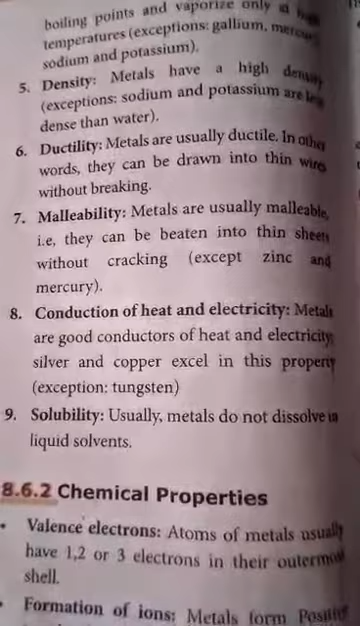 boiling points and vaporize only at high
temperatures (exceptions: gallium, mercury,
sodium and potassium).
5. Density: Metals have a high density
(exceptions: sodium and potassium are less
dense than water).
6. Ductility: Metals are usually ductile. In other
words, they can be drawn into thin wires
without breaking.
7. Malleability: Metals are usually malleable,
i.e, they can be beaten into thin sheets
without cracking (except zinc and
mercury).
8. Conduction of heat and electricity: Metals
are good conductors of heat and electricity;
silver and copper excel in this property
(exception: tungsten)
9. Solubility: Usually, metals do not dissolve in
liquid solvents.
8.6.2 Chemical Properties
• Valence electrons: Atoms of metals usually
have 1,2 or 3 electrons in their outermost
shell.
• Formation of ions: Metals form Positive